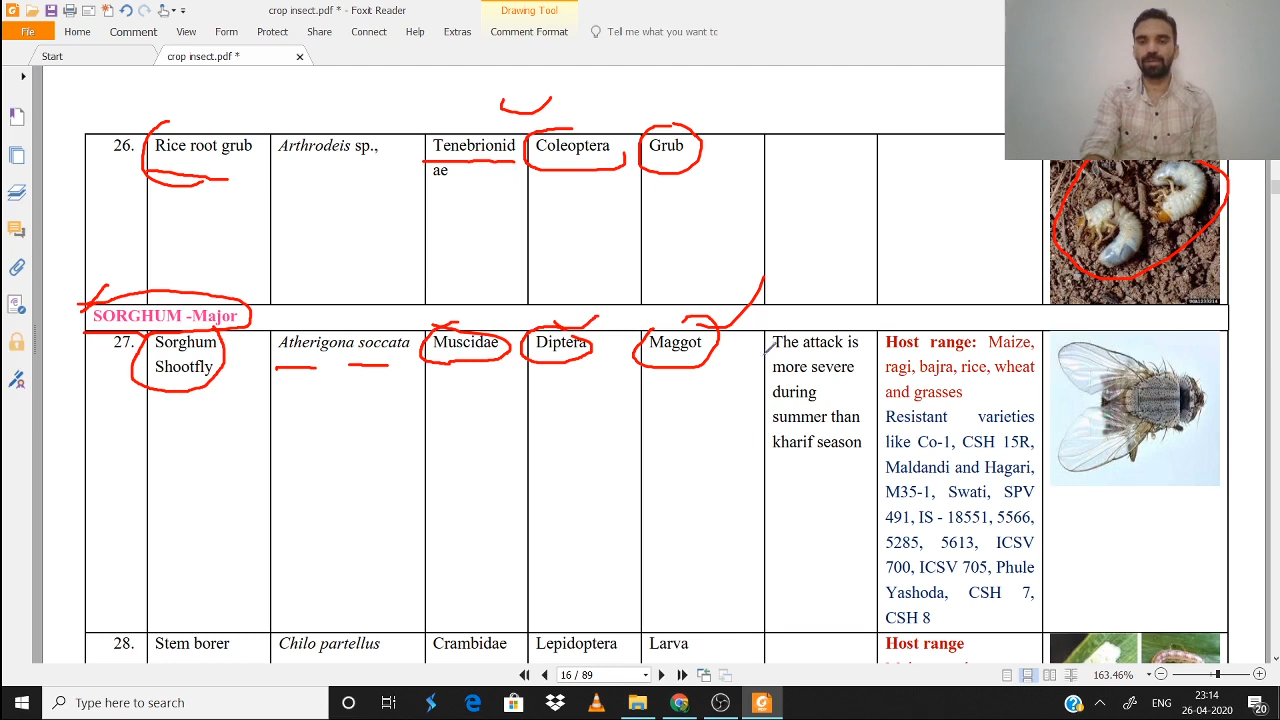 crop insect.pdf * - Foxit Reader
Drawing Tool
File Home Comment View Form Protect Share Connect Help Extras Comment Format Tell me what you want to
Start crop insect.pdf *
26. Rice root grub Arthrodeis sp., Tenebrionid Coleoptera Grub
ae
SORGHUM -Major
27. Sorghum Atherigona soccata Muscidae Diptera Maggot The attack is Host range: Maize,
Shootfly more severe ragi, bajra, rice, wheat
during and grasses
summer than Resistant varieties
kharif season like Co-1, CSH 15R,
Maldandi and Hagari,
M35-1, Swati, SPV
491, IS - 18551, 5566,
5285, 5613, ICSV
700, ICSV 705, Phule
Yashoda, CSH 7,
CSH 8
28. Stem borer Chilo partellus Crambidae Lepidoptera Larva Host range
16 / 89 163.46%
Type here to search ENG 23:14
26-04-2020 20